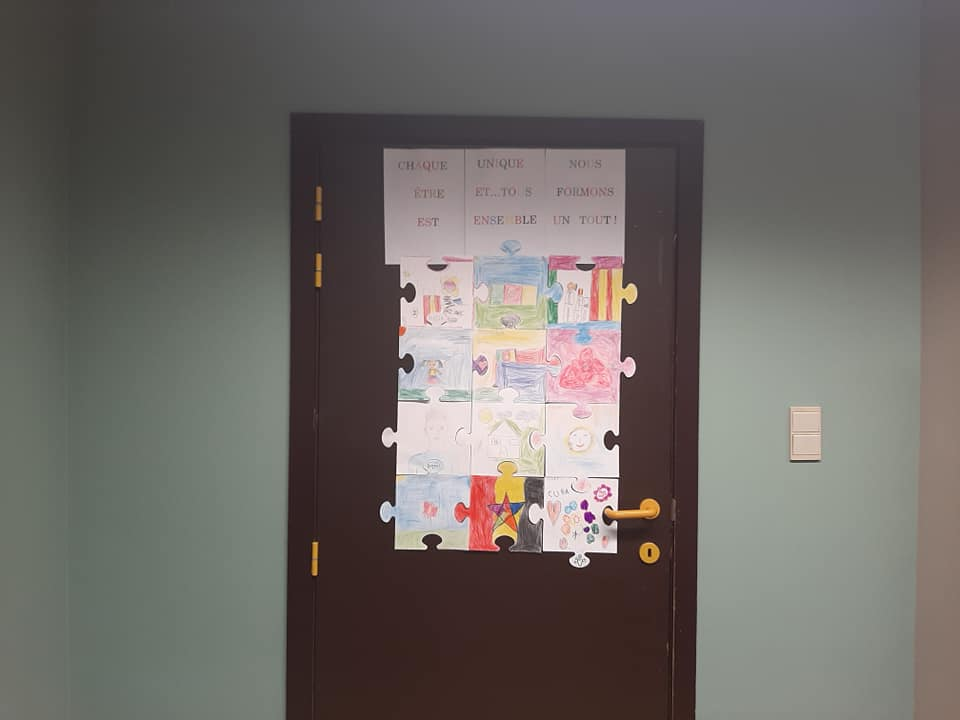 CHAQUE
ÊTRE
EST
UNIQUE
ET...TOUS
ENSEMBLE
NOUS
FORMONS
UN TOUT!
CUBA